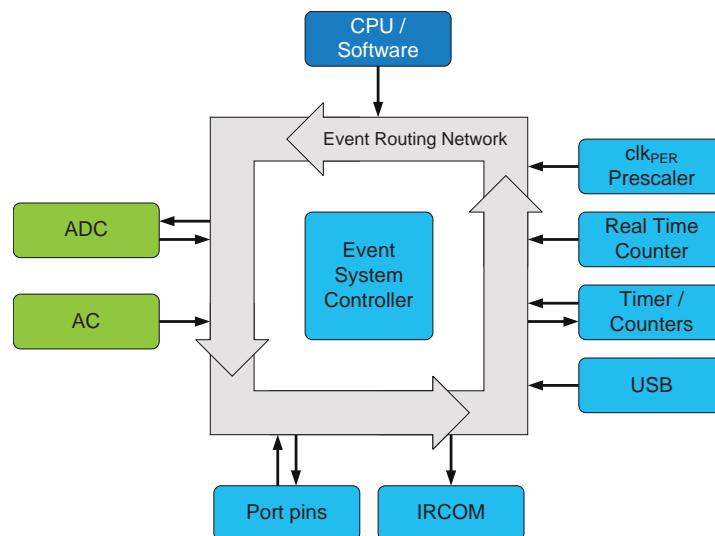 CPU /
Software
Event Routing Network
clkPER
Prescaler
ADC
Real Time
Counter
Event
System
Controller
AC
Timer /
Counters
USB
Port pins
IRCOM